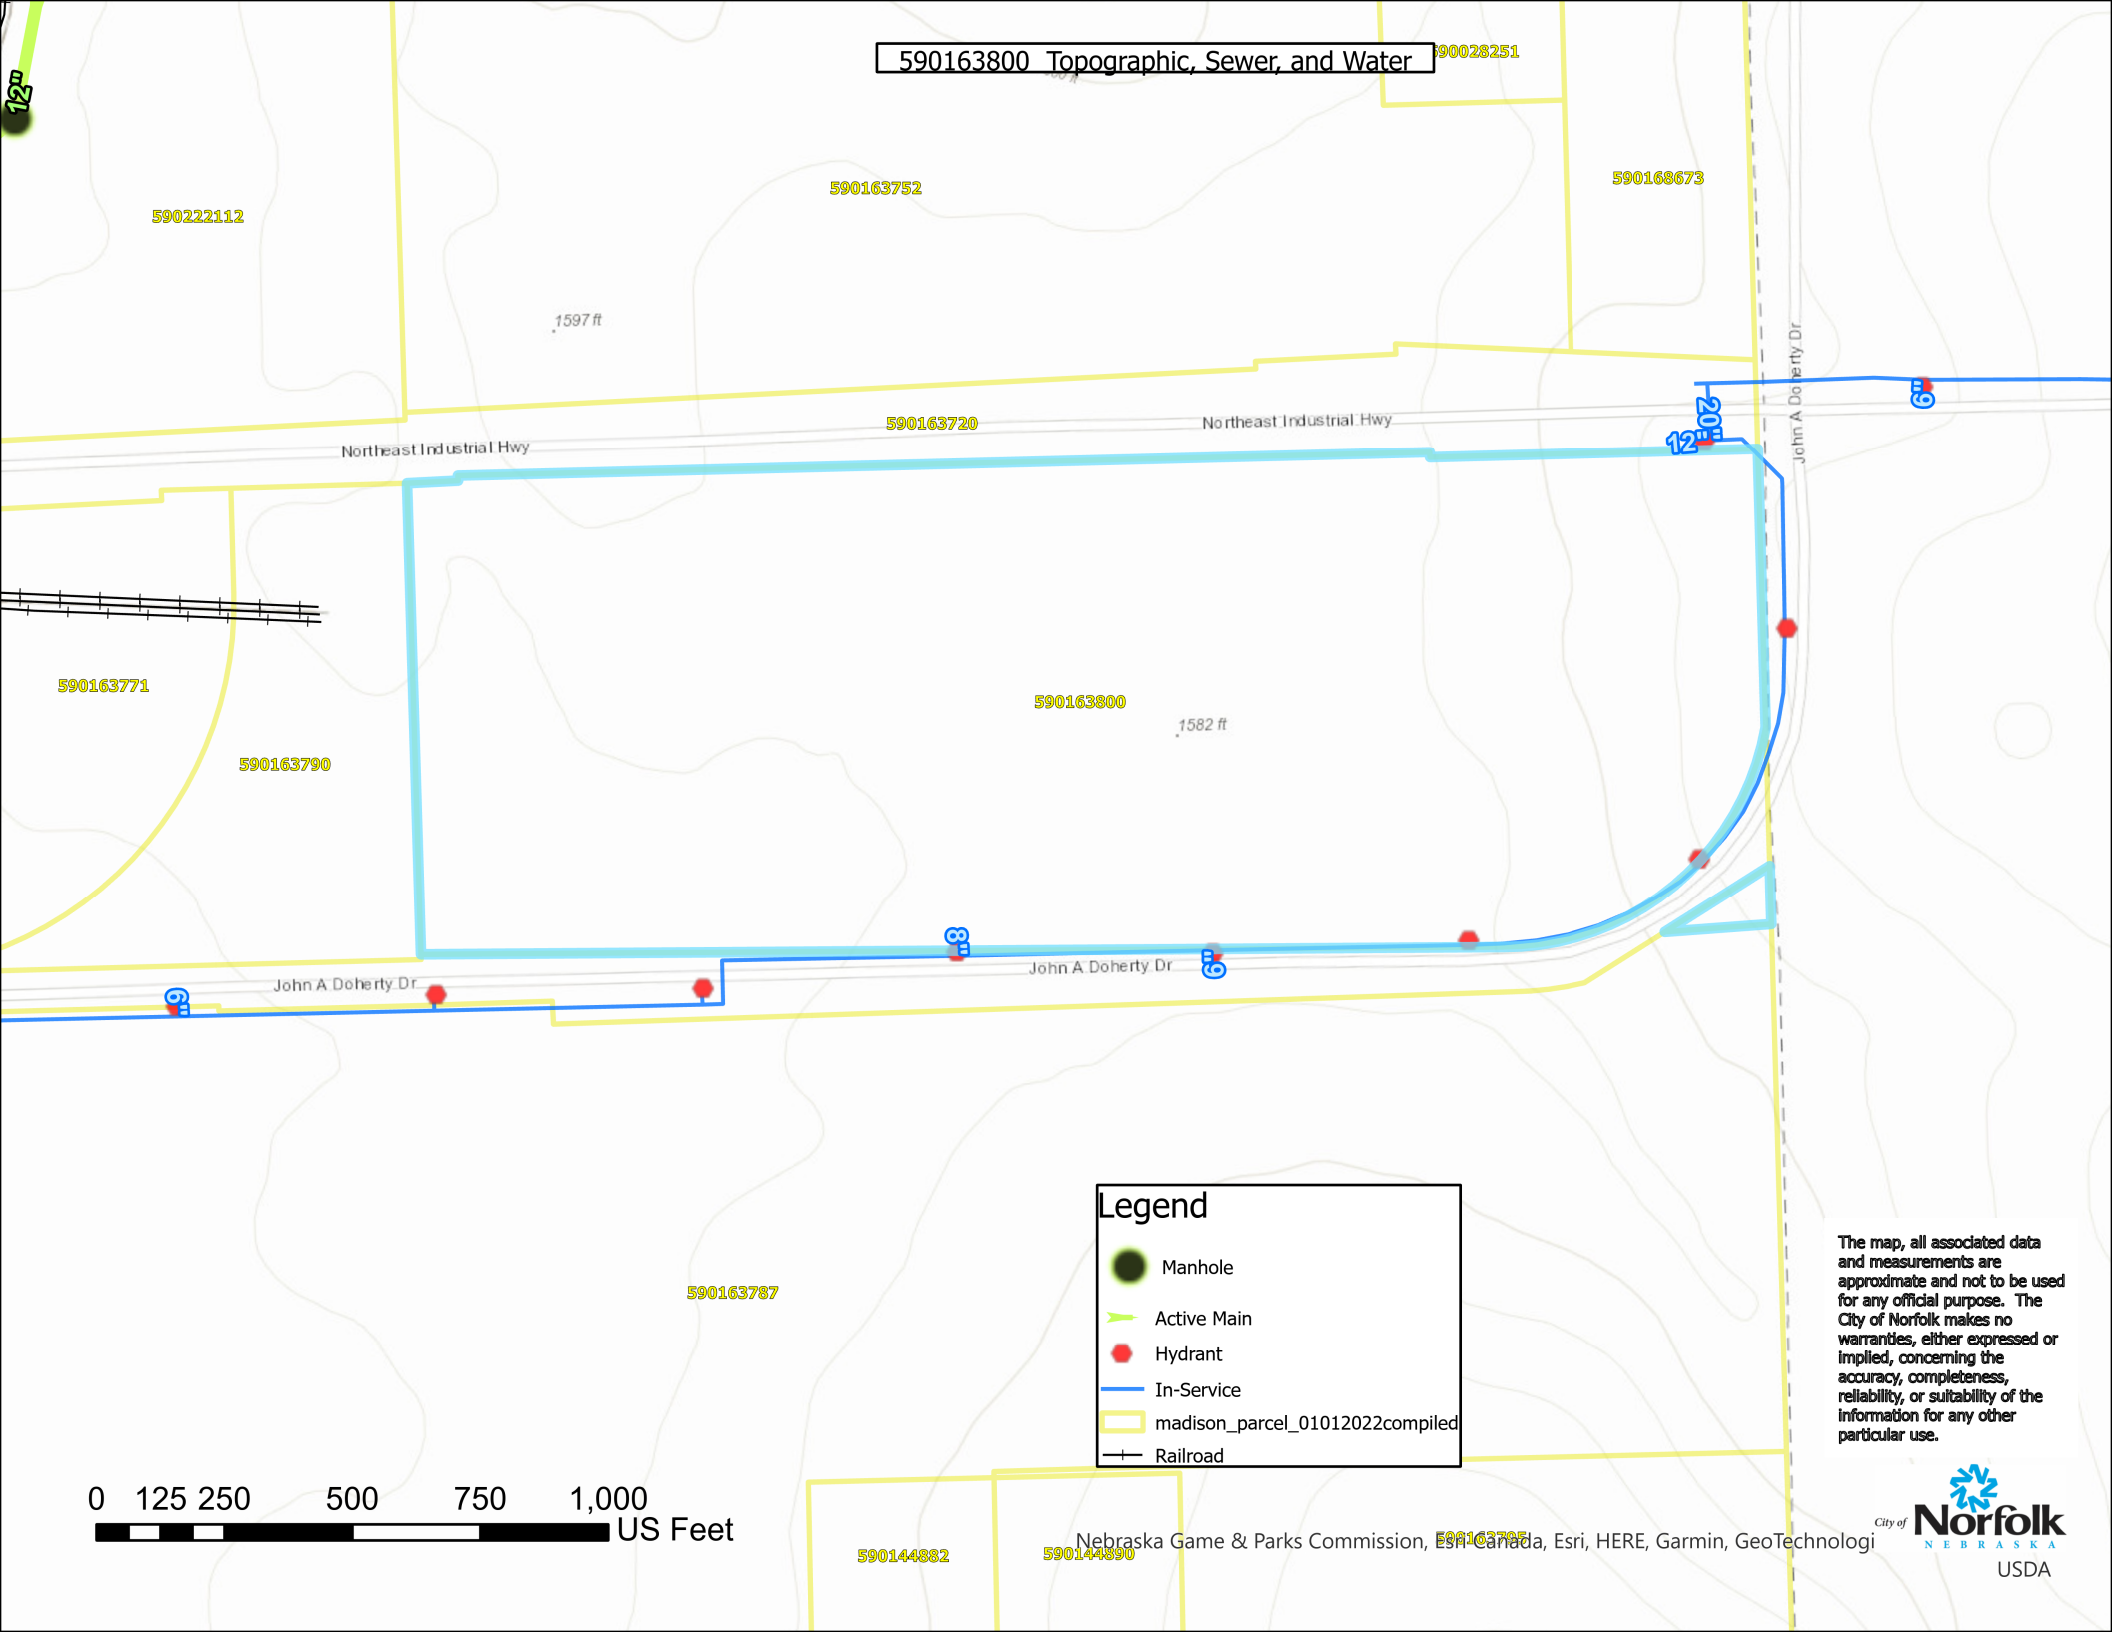 12"
590163800  Topographic, Sewer, and Water
590028251
590163752
590168673
590222112
1597 ft
590163720
Northeast Industrial Hwy
Northeast Industrial Hwy
John A Doherty Dr
6"
20"
12"
590163771
590163800
1582 ft
590163790
8"
6"
John A Doherty Dr
John A Doherty Dr
6"
590163787
Legend
Manhole
Active Main
Hydrant
In-Service
madison_parcel_01012022compiled
Railroad
The map, all associated data
and measurements are
approximate and not to be used
for any official purpose.  The
City of Norfolk makes no
warranties, either expressed or
implied, concerning the
accuracy, completeness,
reliability, or suitability of the
information for any other
particular use.
0 125 250 500 750 1,000
US Feet
590144882
590144890
590163795
Nebraska Game & Parks Commission, Esri Canada, Esri, HERE, Garmin, GeoTechnologi
City of Norfolk
NEBRASKA
USDA